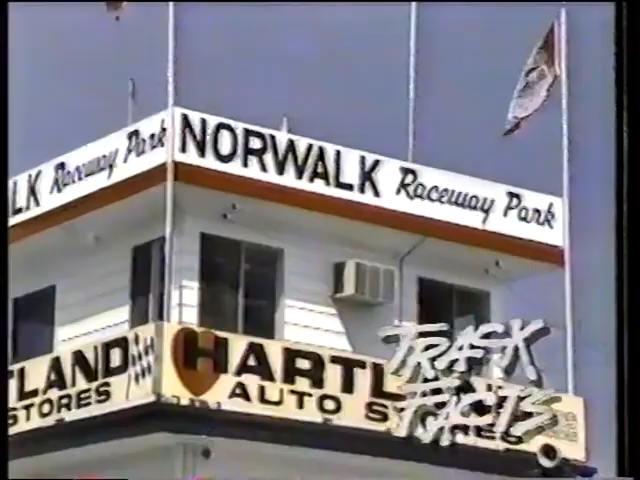 LK Raceway Park
NORWALK Raceway Park
TLAND
STORES
HARTL
AUTO S
TRACK
FACTS